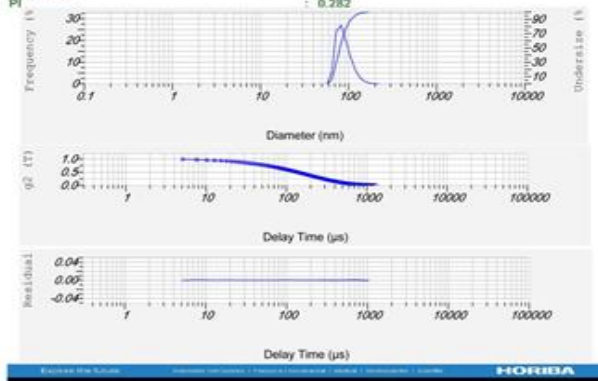 PI : 0.282
Frequency (%
30
20
10
0
90
70
50
30
10
Undersize (%
0.1 1 10 100 1000 10000
Diameter (nm)
g2 (T)
1.0
0.5
0.0
1 10 100 1000 10000 100000
Delay Time (µs)
Residual
0.04
0.00
-0.04
1 10 100 1000 10000 100000
Delay Time (µs)
Explore the future
HORIBA